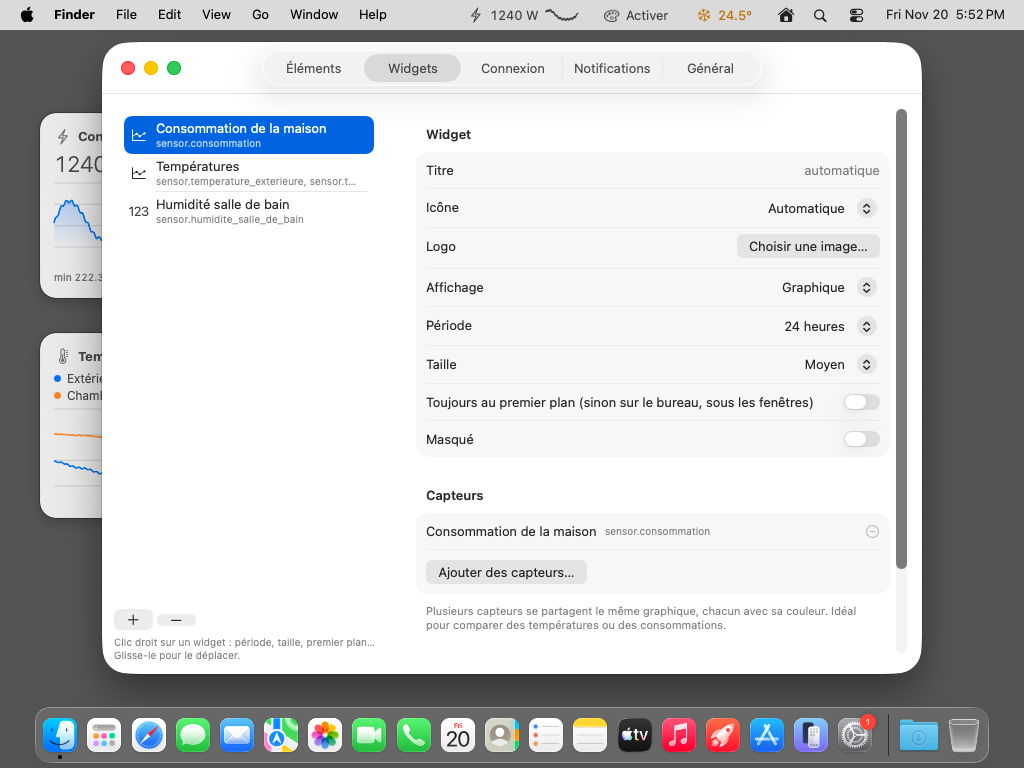 Finder File Edit View Go Window Help 1240 W Activer 24.5° Fri Nov 20 5:52 PM
Éléments Widgets Connexion Notifications Général
Con
1240
min 222.3
Tem
Extérie
Chaml
Consommation de la maison
sensor.consommation
Températures
sensor.temperature_exterieure, sensor.t…
123 Humidité salle de bain
sensor.humidite_salle_de_bain
+ −
Clic droit sur un widget : période, taille, premier plan…
Glisse-le pour le déplacer.
Widget
Titre automatique
Icône Automatique
Logo Choisir une image…
Affichage Graphique
Période 24 heures
Taille Moyen
Toujours au premier plan (sinon sur le bureau, sous les fenêtres)
Masqué
Capteurs
Consommation de la maison sensor.consommation
Ajouter des capteurs…
Plusieurs capteurs se partagent le même graphique, chacun avec sa couleur. Idéal
pour comparer des températures ou des consommations.
Fri
20
tv
1